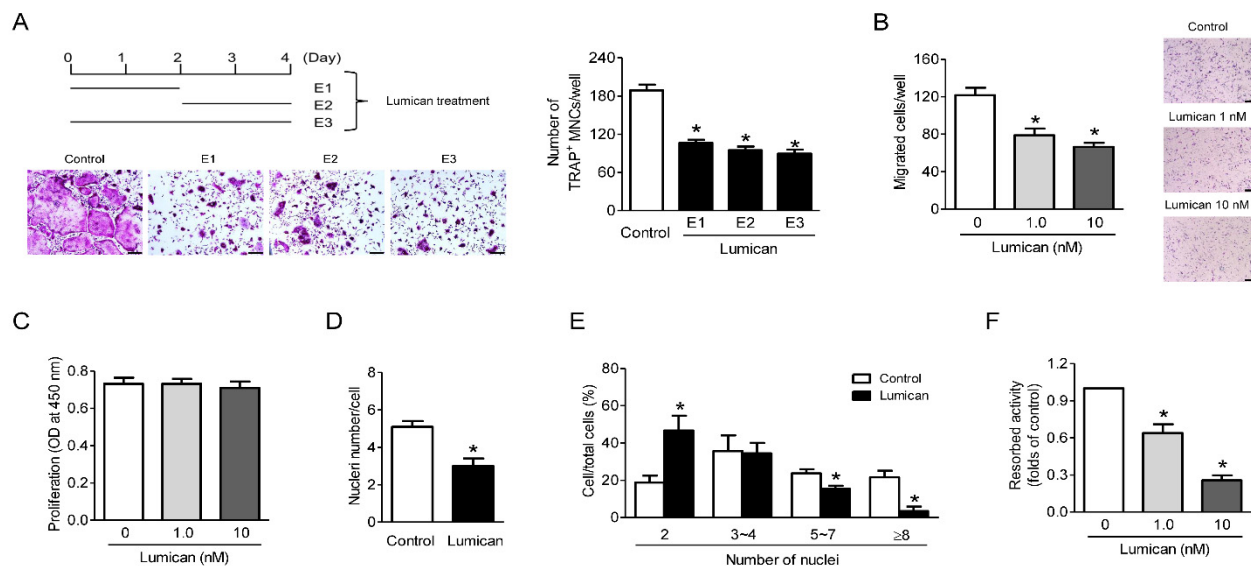 A
0 1 2 3 4 (Day)
E1
E2
E3
Lumican treatment
Control E1 E2 E3
Number of
TRAP+ MNCs/well
240
180
120
60
0
* * *
Control E1 E2 E3
Lumican
B
Migrated cells/well
160
120
80
40
0
* *
0 1.0 10
Lumican (nM)
Control
Lumican 1 nM
Lumican 10 nM
C
Proliferation (OD at 450 nm)
0.8
0.6
0.4
0.2
0
0 1.0 10
Lumican (nM)
D
Nucleri number/cell
8
6
4
2
0
*
Control Lumican
E
Cell/total cells (%)
80
60
40
20
0
Control
Lumican
* * *
2 3~4 5~7 ≥8
Number of nuclei
F
Resorbed activity
(folds of control)
1.2
0.9
0.6
0.3
0.0
* *
0 1.0 10
Lumican (nM)